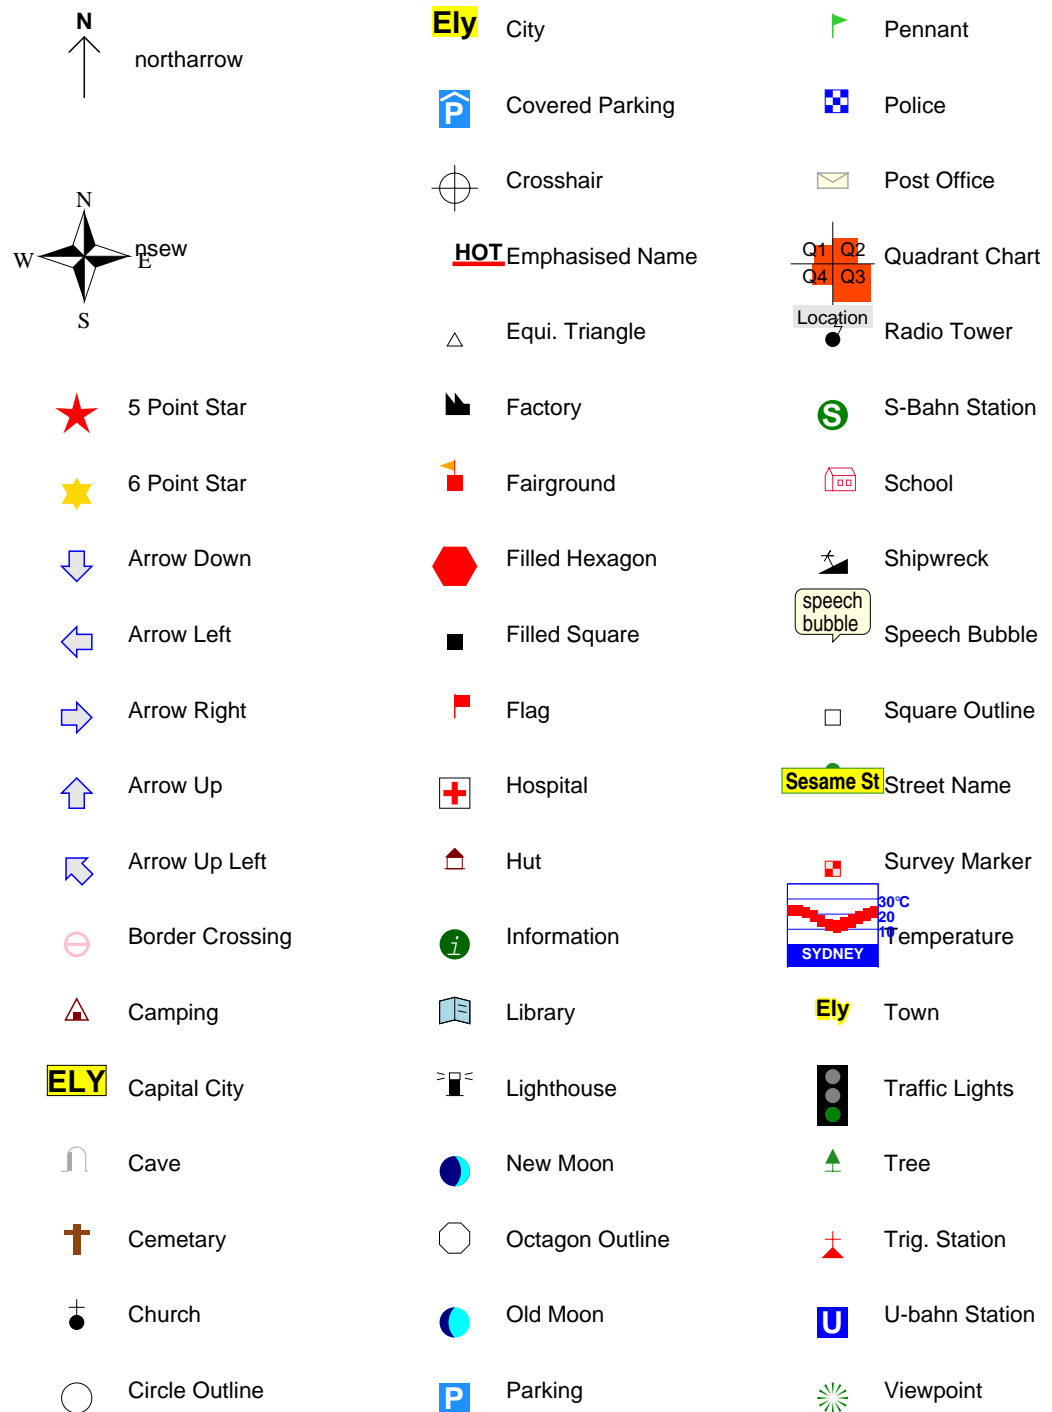 N
northarrow
N
W
nsew
E
S
5 Point Star
6 Point Star
Arrow Down
Arrow Left
Arrow Right
Arrow Up
Arrow Up Left
Border Crossing
Camping
ELY Capital City
Cave
Cemetary
Church
Circle Outline
Ely City
P Covered Parking
Crosshair
HOT Emphasised Name
Equi. Triangle
Factory
Fairground
Filled Hexagon
Filled Square
Flag
Hospital
Hut
i Information
Library
Lighthouse
New Moon
Octagon Outline
Old Moon
P Parking
Pennant
Police
Post Office
Q1 Q2
Quadrant Chart
Q4 Q3
Location
Radio Tower
S S-Bahn Station
School
Shipwreck
speech
bubble
Speech Bubble
Square Outline
Sesame St Street Name
Survey Marker
30°C
20
10
Temperature
SYDNEY
Ely Town
Traffic Lights
Tree
Trig. Station
U U-bahn Station
Viewpoint